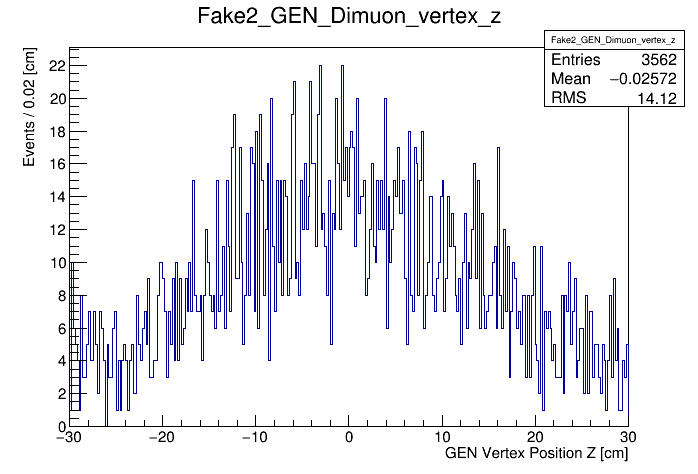 Fake2_GEN_Dimuon_vertex_z
Fake2_GEN_Dimuon_vertex_z
Entries 3562
Mean −0.02572
RMS 14.12
Events / 0.02 [cm]
22
20
18
16
14
12
10
8
6
4
2
0
−30 −20 −10 0 10 20 30
GEN Vertex Position Z [cm]